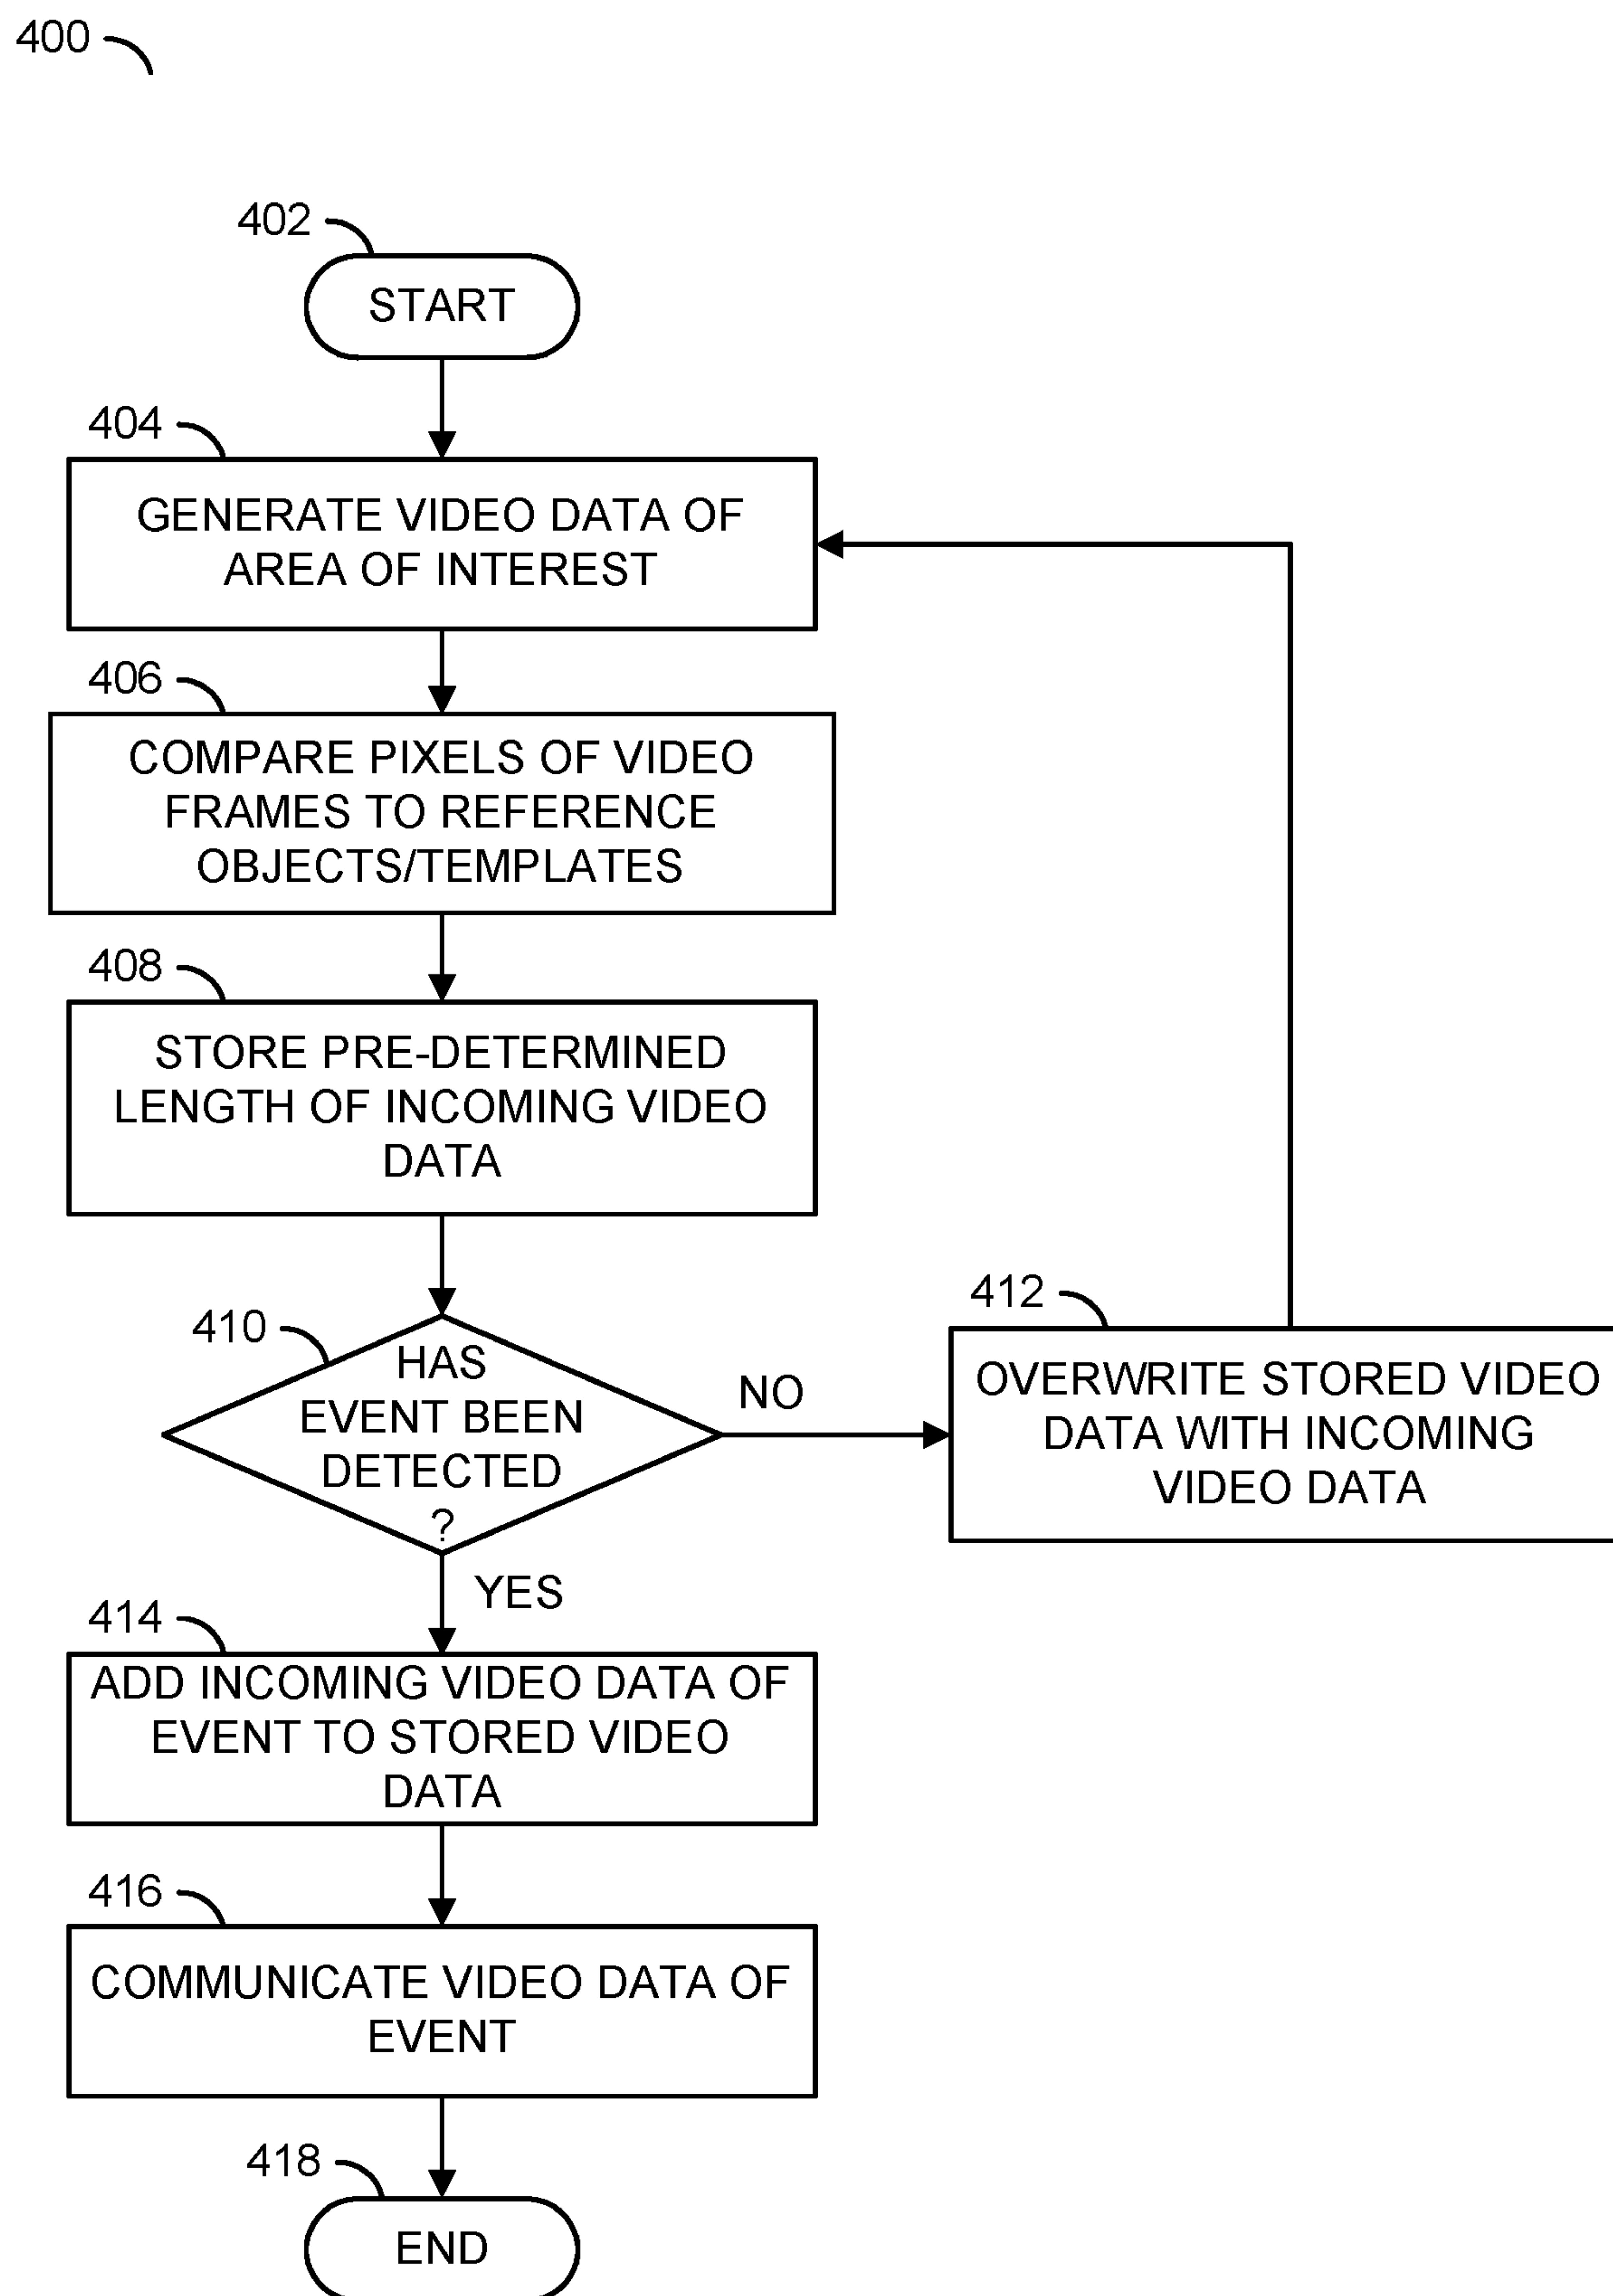 400
402
START
404
GENERATE VIDEO DATA OF
AREA OF INTEREST
406
COMPARE PIXELS OF VIDEO
FRAMES TO REFERENCE
OBJECTS/TEMPLATES
408
STORE PRE-DETERMINED
LENGTH OF INCOMING VIDEO
DATA
410
HAS
EVENT BEEN
DETECTED
?
NO
412
OVERWRITE STORED VIDEO
DATA WITH INCOMING
VIDEO DATA
YES
414
ADD INCOMING VIDEO DATA OF
EVENT TO STORED VIDEO
DATA
416
COMMUNICATE VIDEO DATA OF
EVENT
418
END